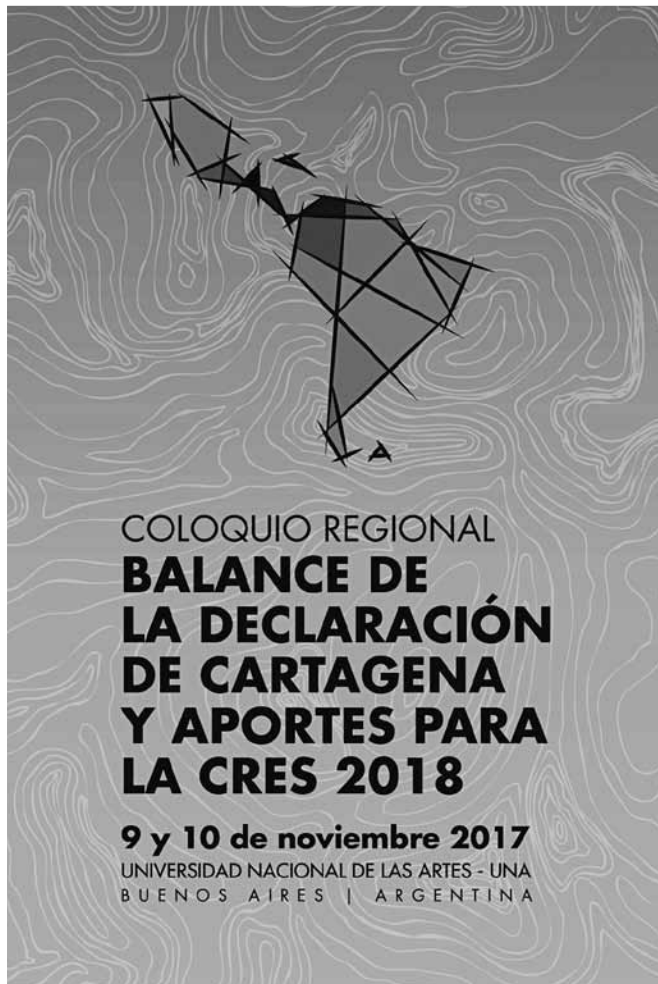 COLOQUIO REGIONAL
BALANCE DE
LA DECLARACIÓN
DE CARTAGENA
Y APORTES PARA
LA CRES 2018
9 y 10 de noviembre 2017
UNIVERSIDAD NACIONAL DE LAS ARTES - UNA
BUENOS AIRES | ARGENTINA